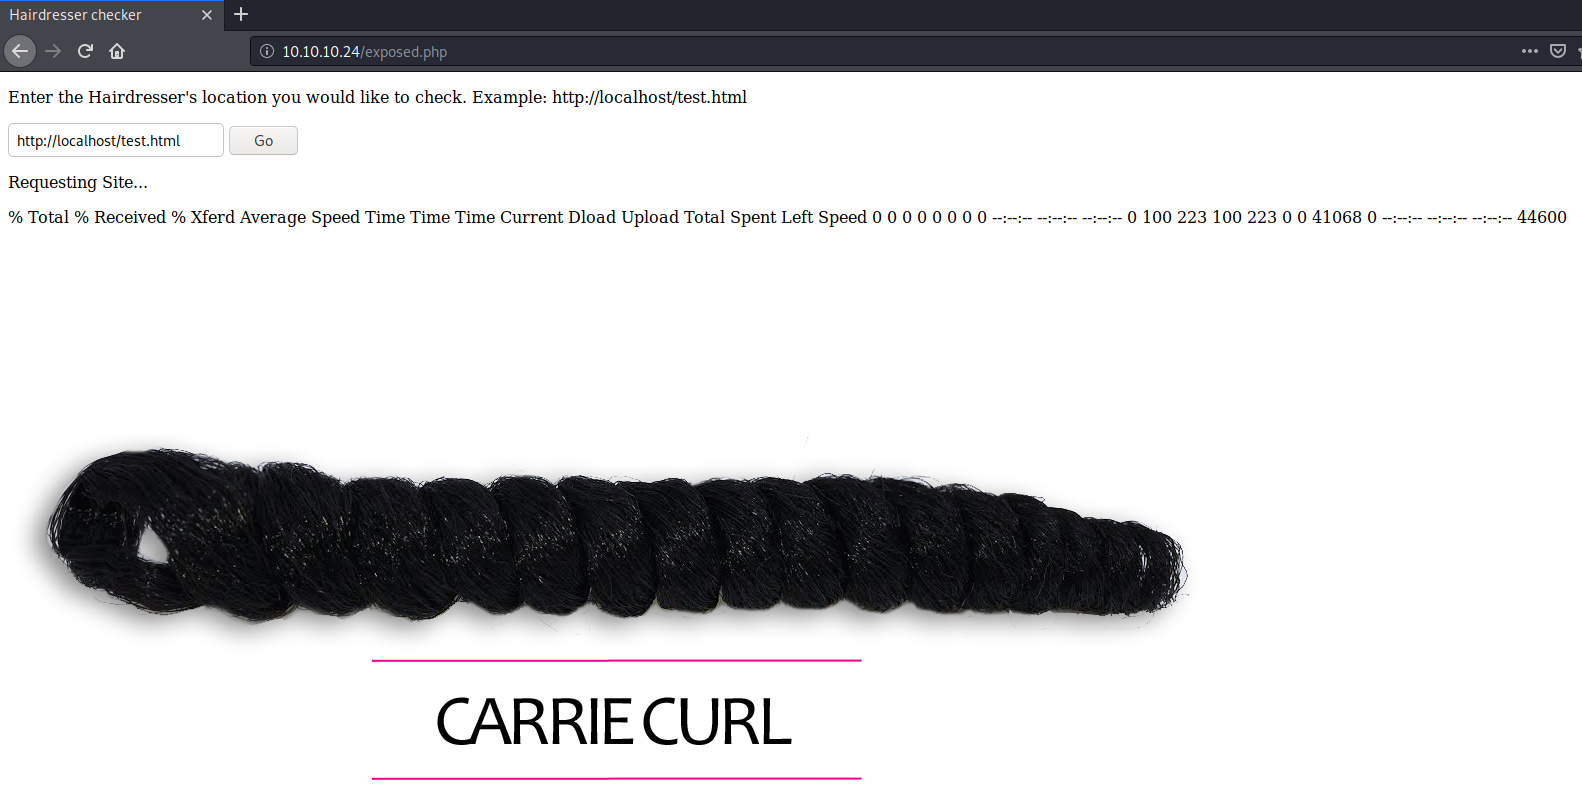 Hairdresser checker
10.10.10.24/exposed.php
Enter the Hairdresser's location you would like to check. Example: http://localhost/test.html
http://localhost/test.html Go
Requesting Site...
% Total % Received % Xferd Average Speed Time Time Time Current Dload Upload Total Spent Left Speed 0 0 0 0 0 0 0 0 --:--:-- --:--:-- --:--:-- 0 100 223 100 223 0 0 41068 0 --:--:-- --:--:-- --:--:-- 44600
CARRIE CURL